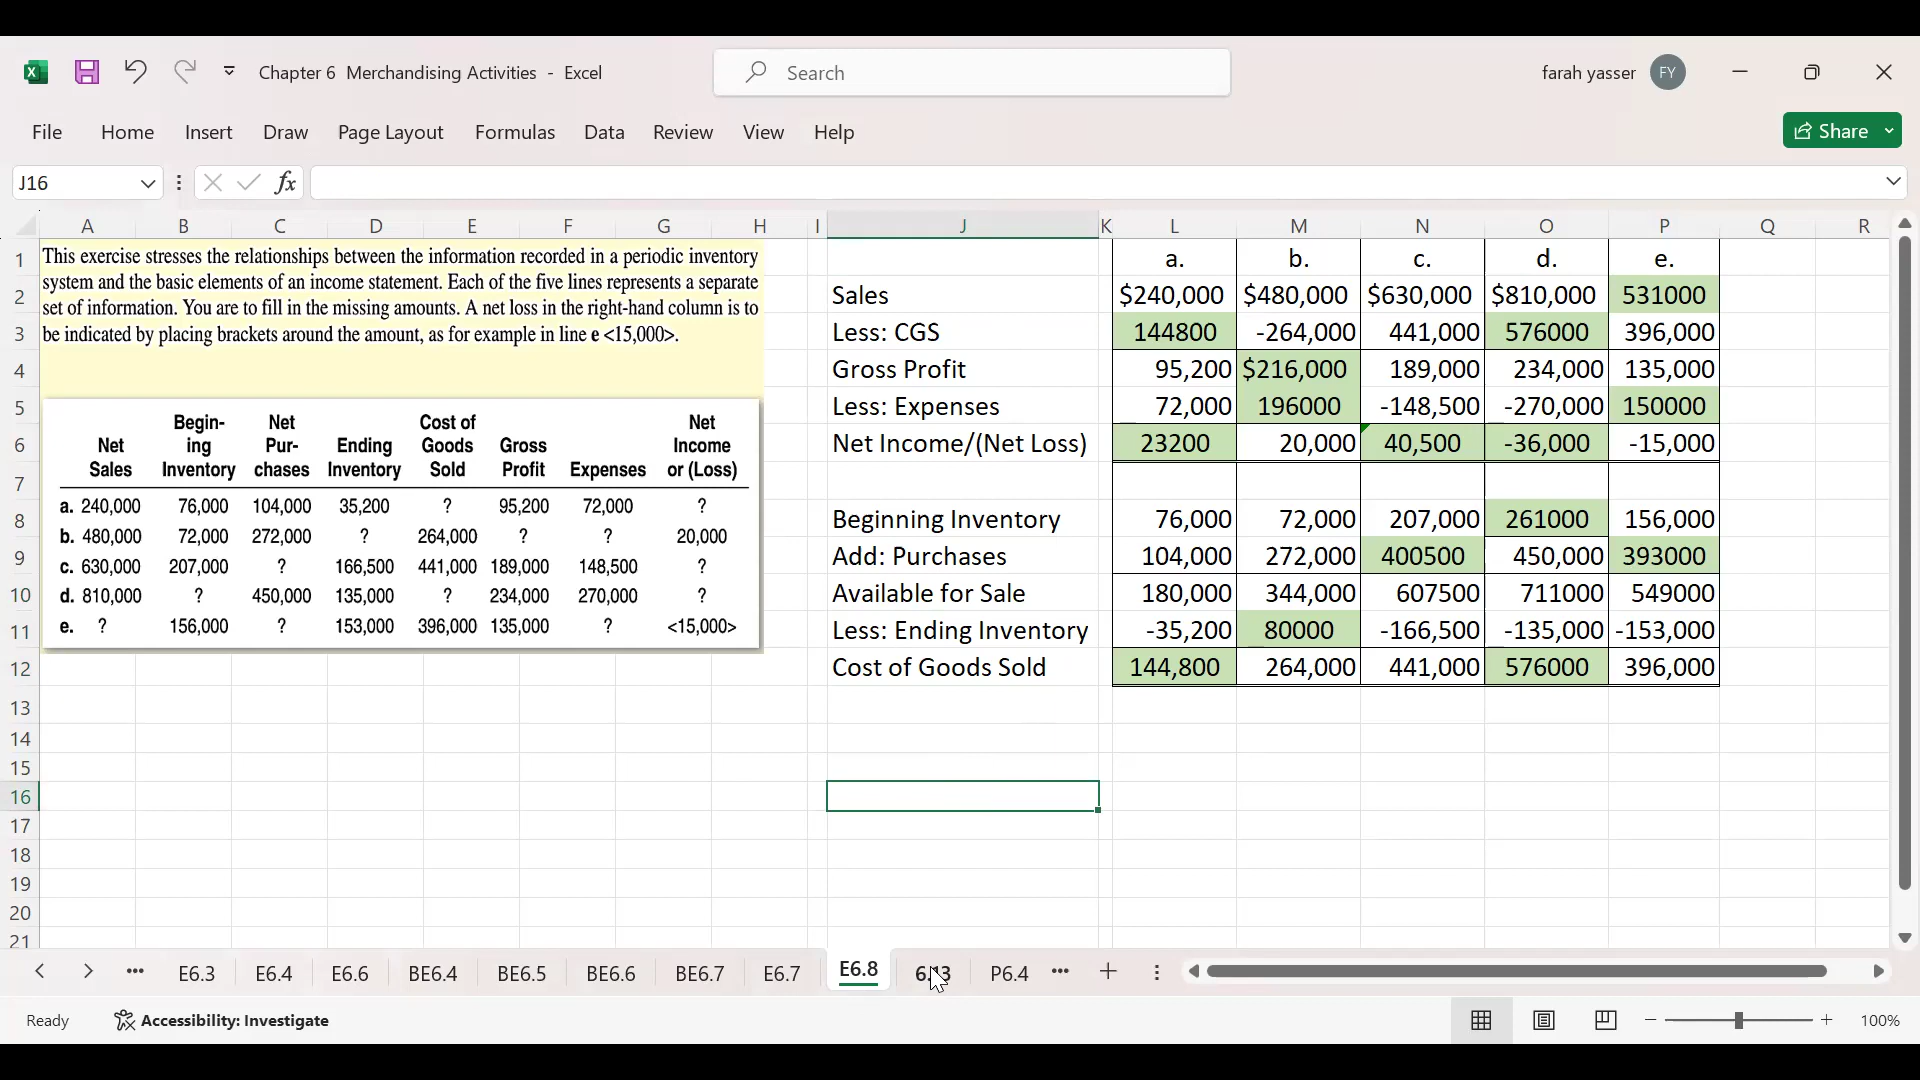 Chapter 6 Merchandising Activities - Excel
Search
farah yasser FY
File Home Insert Draw Page Layout Formulas Data Review View Help
Share
J16
fx
A B C D E F G H I J K L M N O P Q R
1 This exercise stresses the relationships between the information recorded in a periodic inventory
system and the basic elements of an income statement. Each of the five lines represents a separate
set of information. You are to fill in the missing amounts. A net loss in the right-hand column is to
be indicated by placing brackets around the amount, as for example in line e <15,000>.
Net Sales Beginning Inventory Net Purchases Ending Inventory Cost of Goods Sold Gross Profit Expenses Net Income or (Loss)
a. 240,000 76,000 104,000 35,200 ? 95,200 72,000 ?
b. 480,000 72,000 272,000 ? 264,000 ? ? 20,000
c. 630,000 207,000 ? 166,500 441,000 189,000 148,500 ?
d. 810,000 ? 450,000 135,000 ? 234,000 270,000 ?
e. ? 156,000 ? 153,000 396,000 135,000 ? <15,000>
a. b. c. d. e.
2 Sales $240,000 $480,000 $630,000 $810,000 531000
3 Less: CGS 144800 -264,000 441,000 576000 396,000
4 Gross Profit 95,200 $216,000 189,000 234,000 135,000
5 Less: Expenses 72,000 196000 -148,500 -270,000 150000
6 Net Income/(Net Loss) 23200 20,000 40,500 -36,000 -15,000
7
8 Beginning Inventory 76,000 72,000 207,000 261000 156,000
9 Add: Purchases 104,000 272,000 400500 450,000 393000
10 Available for Sale 180,000 344,000 607500 711000 549000
11 Less: Ending Inventory -35,200 80000 -166,500 -135,000 -153,000
12 Cost of Goods Sold 144,800 264,000 441,000 576000 396,000
13
14
15
16
17
18
19
20
21
E6.3 E6.4 E6.6 BE6.4 BE6.5 BE6.6 BE6.7 E6.7 E6.8 P6.4
Ready Accessibility: Investigate 100%